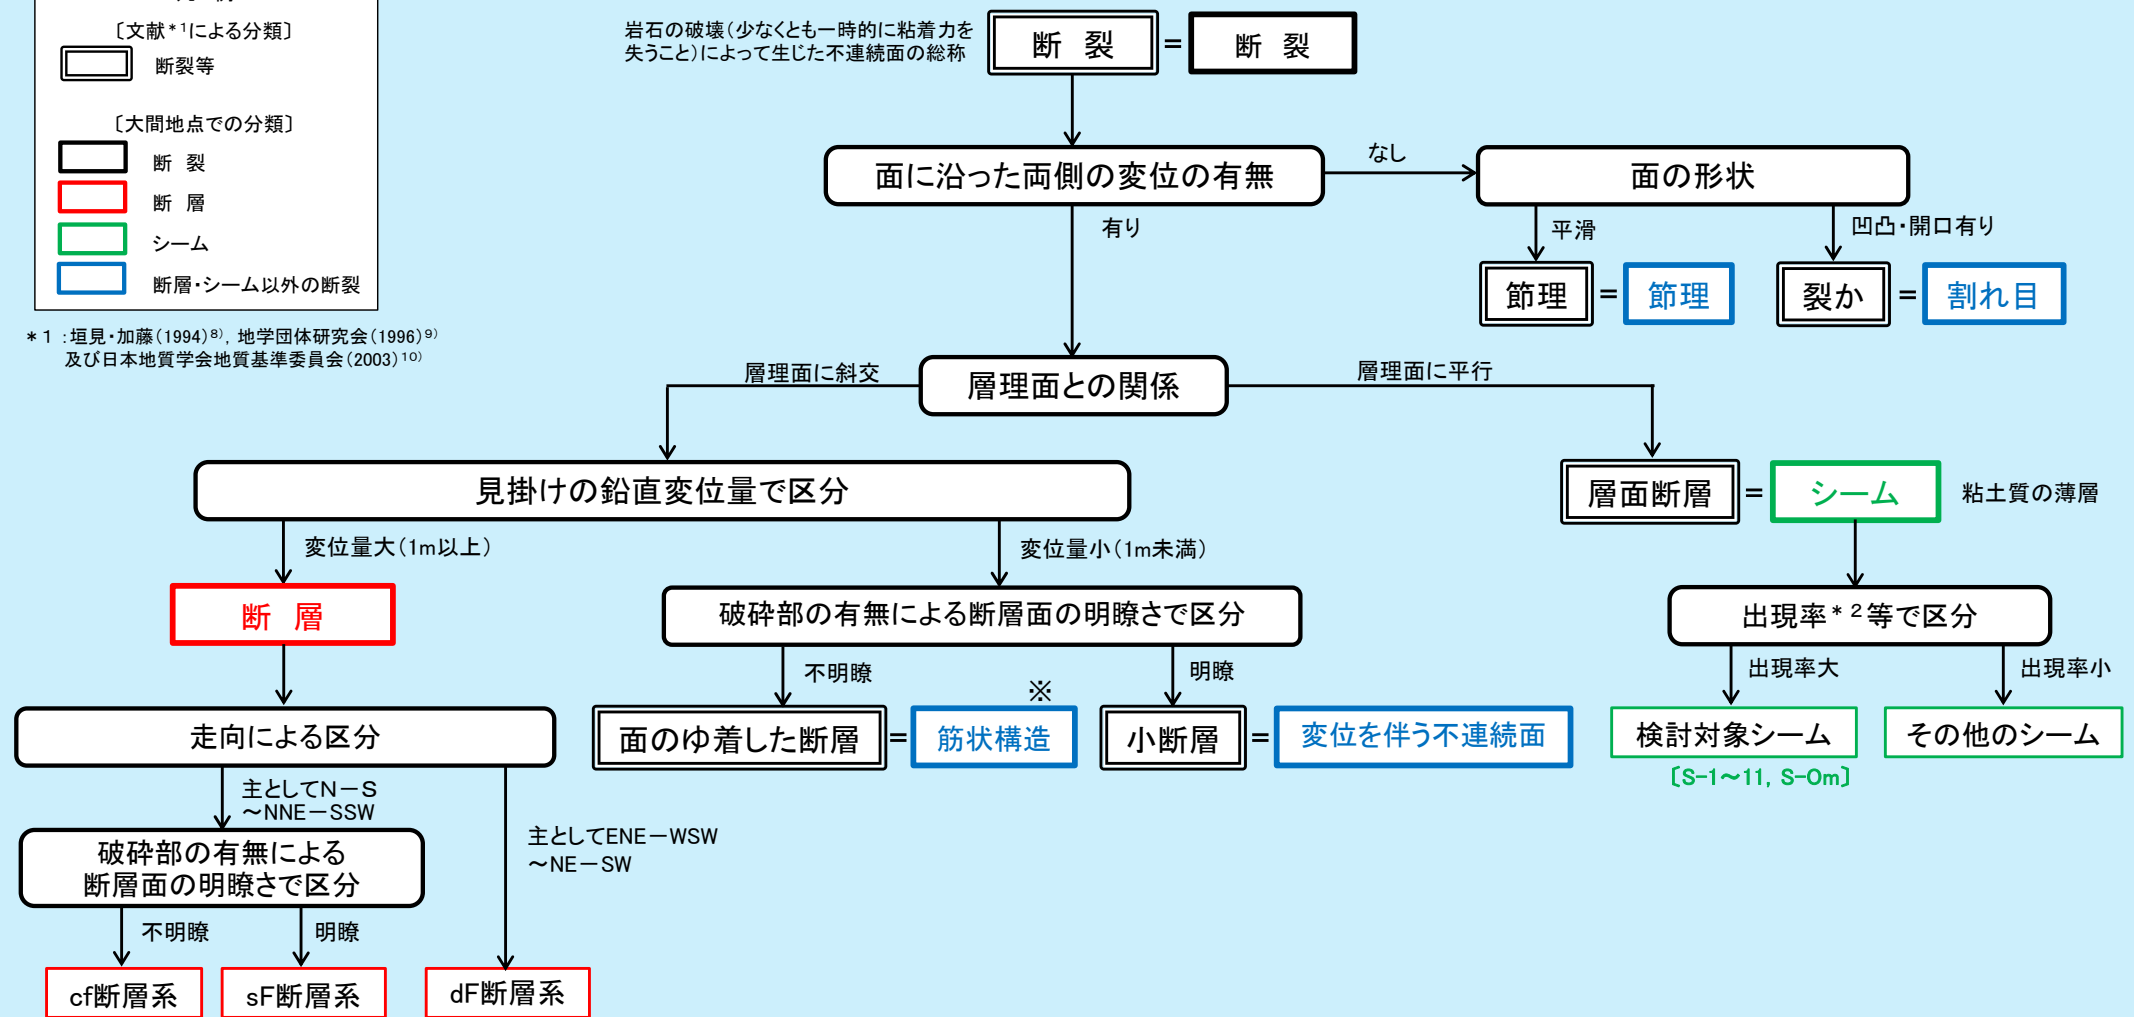 〔文献*1による分類〕
断裂等
〔大間地点での分類〕
断 裂
断 層
シーム
断層・シーム以外の断裂
*1:垣見・加藤(1994)8), 地学団体研究会(1996)9)
及び日本地質学会地質基準委員会(2003)10)
岩石の破壊(少なくとも一時的に粘着力を
失うこと)によって生じた不連続面の総称
断 裂 = 断 裂
面に沿った両側の変位の有無
なし
面の形状
有り
平滑
凹凸・開口有り
節理 = 節理
裂か = 割れ目
層理面に斜交
層理面との関係
層理面に平行
見掛けの鉛直変位量で区分
層面断層 = シーム 粘土質の薄層
変位量大(1m以上)
変位量小(1m未満)
断 層
破砕部の有無による断層面の明瞭さで区分
出現率*2等で区分
不明瞭
明瞭
出現率大
出現率小
※
走向による区分
面のゆ着した断層 = 筋状構造
小断層 = 変位を伴う不連続面
検討対象シーム
その他のシーム
〔S-1~11, S-Om〕
主としてN-S
~NNE-SSW
主としてENE-WSW
~NE-SW
破砕部の有無による
断層面の明瞭さで区分
不明瞭
明瞭
cf断層系
sF断層系
dF断層系